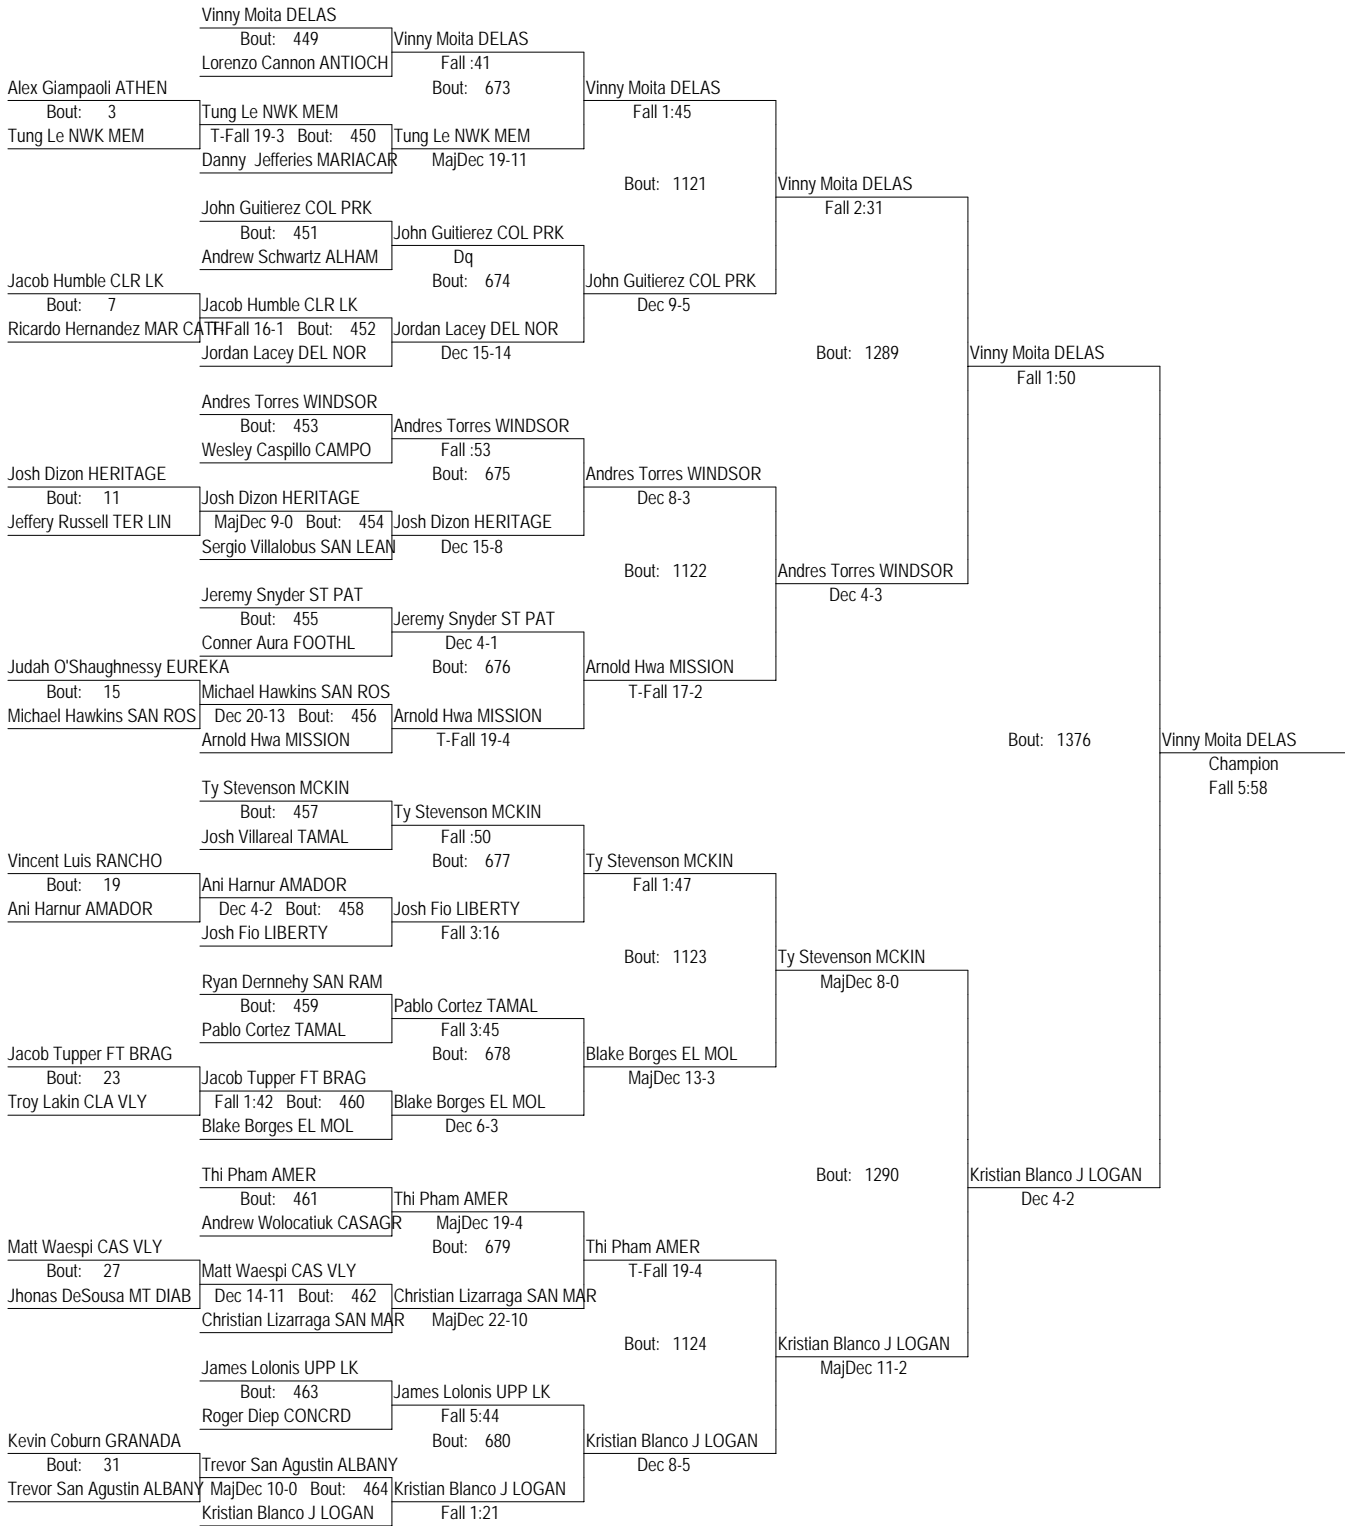 Vinny Moita DELAS
Bout: 449 Vinny Moita DELAS
Lorenzo Cannon ANTIOCH Fall :41
Alex Giampaoli ATHEN Bout: 673 Vinny Moita DELAS
Bout: 3 Tung Le NWK MEM Fall 1:45
Tung Le NWK MEM T-Fall 19-3 Bout: 450 Tung Le NWK MEM
Danny Jefferies MARIACAR MajDec 19-11
Bout: 1121 Vinny Moita DELAS
John Guitierez COL PRK Fall 2:31
Bout: 451 John Guitierez COL PRK
Andrew Schwartz ALHAM Dq
Jacob Humble CLR LK Bout: 674 John Guitierez COL PRK
Bout: 7 Jacob Humble CLR LK Dec 9-5
Ricardo Hernandez MAR CATH T-Fall 16-1 Bout: 452 Jordan Lacey DEL NOR
Jordan Lacey DEL NOR Dec 15-14 Bout: 1289 Vinny Moita DELAS
Fall 1:50
Andres Torres WINDSOR
Bout: 453 Andres Torres WINDSOR
Wesley Caspillo CAMPO Fall :53
Josh Dizon HERITAGE Bout: 675 Andres Torres WINDSOR
Bout: 11 Josh Dizon HERITAGE Dec 8-3
Jeffery Russell TER LIN MajDec 9-0 Bout: 454 Josh Dizon HERITAGE
Sergio Villalobus SAN LEAN Dec 15-8
Bout: 1122 Andres Torres WINDSOR
Jeremy Snyder ST PAT Dec 4-3
Bout: 455 Jeremy Snyder ST PAT
Conner Aura FOOTHL Dec 4-1
Judah O'Shaughnessy EUREKA Bout: 676 Arnold Hwa MISSION
Bout: 15 Michael Hawkins SAN ROS T-Fall 17-2
Michael Hawkins SAN ROS Dec 20-13 Bout: 456 Arnold Hwa MISSION
Arnold Hwa MISSION T-Fall 19-4 Bout: 1376 Vinny Moita DELAS
Champion
Ty Stevenson MCKIN Fall 5:58
Bout: 457 Ty Stevenson MCKIN
Josh Villareal TAMAL Fall :50
Vincent Luis RANCHO Bout: 677 Ty Stevenson MCKIN
Bout: 19 Ani Harnur AMADOR Fall 1:47
Ani Harnur AMADOR Dec 4-2 Bout: 458 Josh Fio LIBERTY
Josh Fio LIBERTY Fall 3:16
Bout: 1123 Ty Stevenson MCKIN
Ryan Dernnehy SAN RAM MajDec 8-0
Bout: 459 Pablo Cortez TAMAL
Pablo Cortez TAMAL Fall 3:45
Jacob Tupper FT BRAG Bout: 678 Blake Borges EL MOL
Bout: 23 Jacob Tupper FT BRAG MajDec 13-3
Troy Lakin CLA VLY Fall 1:42 Bout: 460 Blake Borges EL MOL
Blake Borges EL MOL Dec 6-3
Thi Pham AMER Bout: 1290 Kristian Blanco J LOGAN
Bout: 461 Thi Pham AMER Dec 4-2
Andrew Wolocatiuk CASAGR MajDec 19-4
Matt Waespi CAS VLY Bout: 679 Thi Pham AMER
Bout: 27 Matt Waespi CAS VLY T-Fall 19-4
Jhonas DeSousa MT DIAB Dec 14-11 Bout: 462 Christian Lizarraga SAN MAR
Christian Lizarraga SAN MAR MajDec 22-10
Bout: 1124 Kristian Blanco J LOGAN
James Lolonis UPP LK MajDec 11-2
Bout: 463 James Lolonis UPP LK
Roger Diep CONCRD Fall 5:44
Kevin Coburn GRANADA Bout: 680 Kristian Blanco J LOGAN
Bout: 31 Trevor San Agustin ALBANY Dec 8-5
Trevor San Agustin ALBANY MajDec 10-0 Bout: 464 Kristian Blanco J LOGAN
Kristian Blanco J LOGAN Fall 1:21